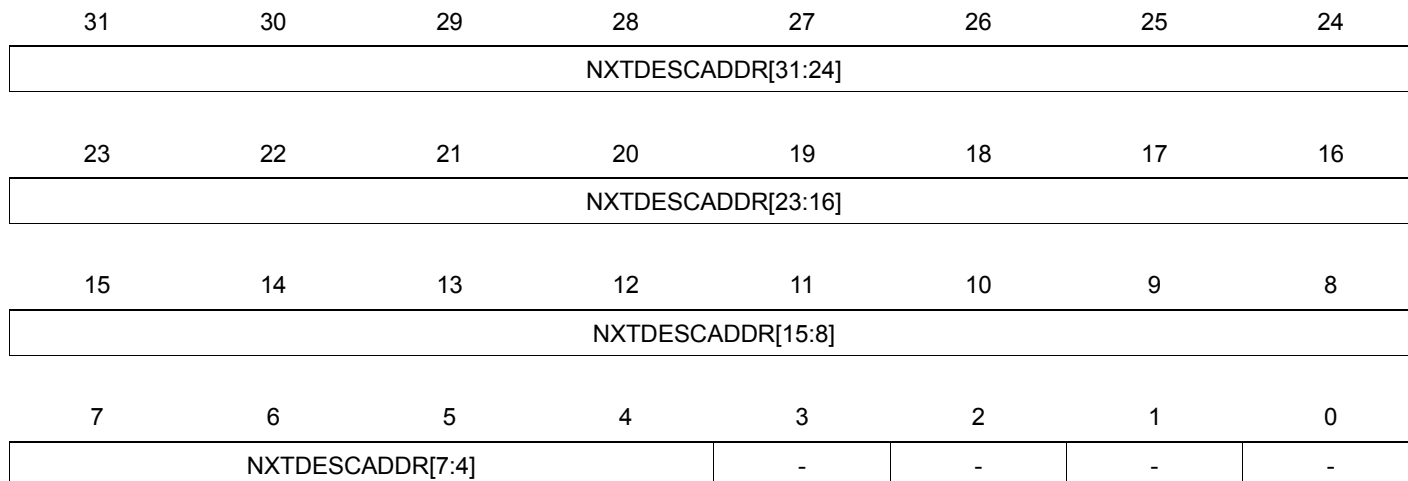 31 30 29 28 27 26 25 24
NXTDESCADDR[31:24]
23 22 21 20 19 18 17 16
NXTDESCADDR[23:16]
15 14 13 12 11 10 9 8
NXTDESCADDR[15:8]
7 6 5 4 3 2 1 0
NXTDESCADDR[7:4] - - - -